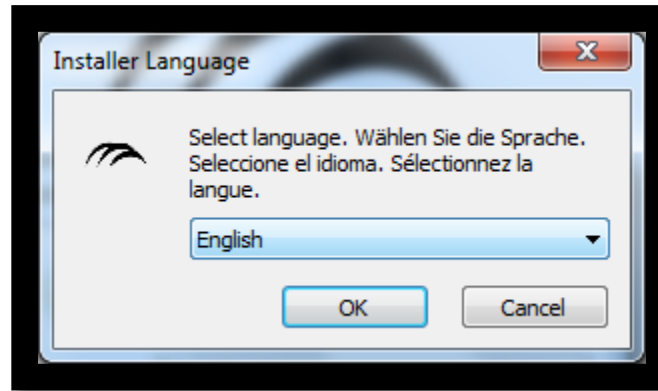 Installer Language
Select language. Wählen Sie die Sprache.
Seleccione el idioma. Sélectionnez la
langue.
English
OK
Cancel